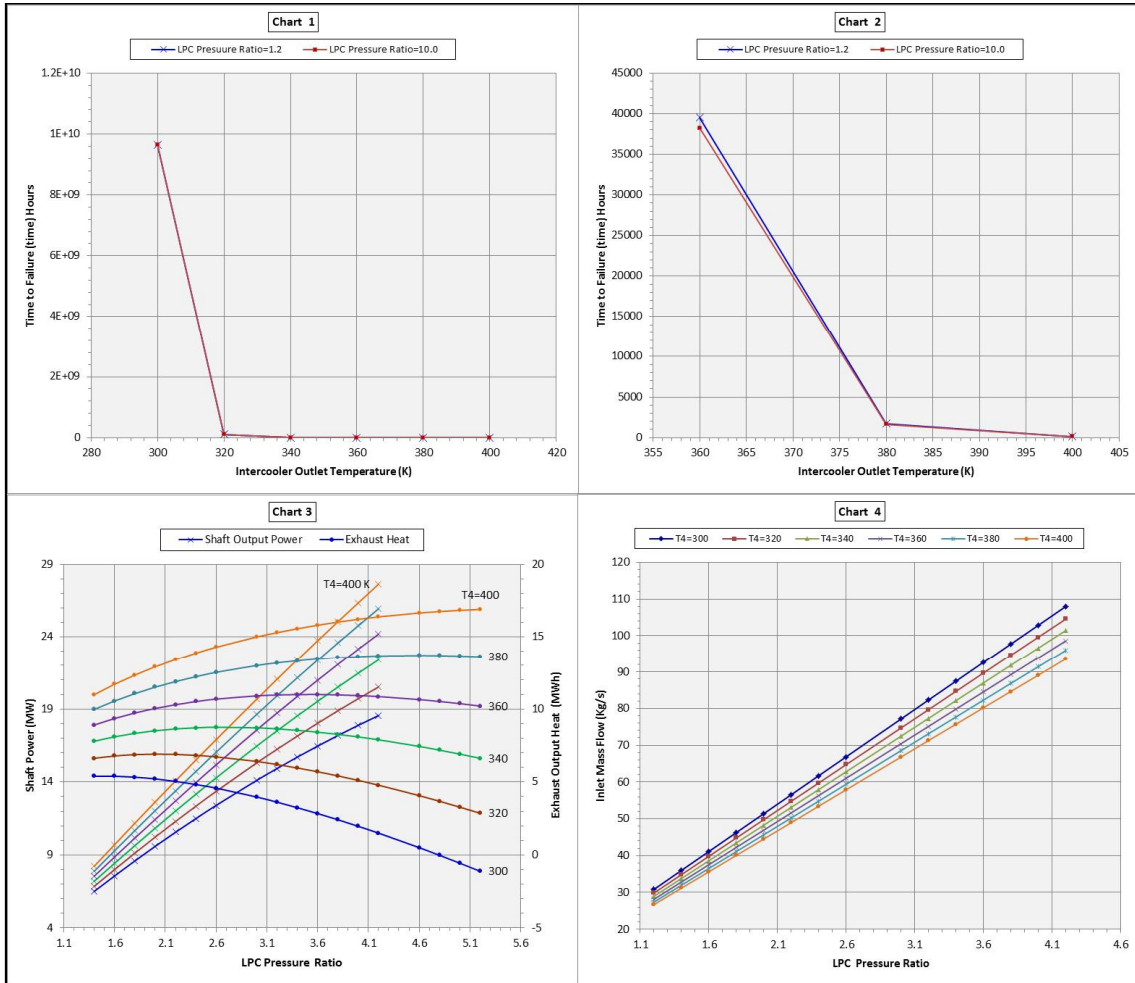 Chart 1
LPC Presuure Ratio=1.2 LPC Presuure Ratio=10.0
1.2E+10
1E+10
8E+09
6E+09
4E+09
2E+09
0
280 300 320 340 360 380 400 420
Time to Failure (time) Hours
Intercooler Outlet Temperature (K)
Chart 2
LPC Presuure Ratio=1.2 LPC Presuure Ratio=10.0
45000
40000
35000
30000
25000
20000
15000
10000
5000
0
355 360 365 370 375 380 385 390 395 400 405
Time to Failure (time) Hours
Intercooler Outlet Temperature (K)
Chart 3
Shaft Output Power Exhaust Heat
29
24
19
14
9
4
20
15
10
5
0
-5
T4=400 K
T4=400
380
360
340
320
300
1.1 1.6 2.1 2.6 3.1 3.6 4.1 4.6 5.1 5.6
Shaft Power (MW)
Exhaust Output Heat (MWh)
LPC Pressure Ratio
Chart 4
T4=300 T4=320 T4=340 T4=360 T4=380 T4=400
120
110
100
90
80
70
60
50
40
30
20
1.1 1.6 2.1 2.6 3.1 3.6 4.1 4.6
Inlet Mass Flow (Kg/s)
LPC Pressure Ratio